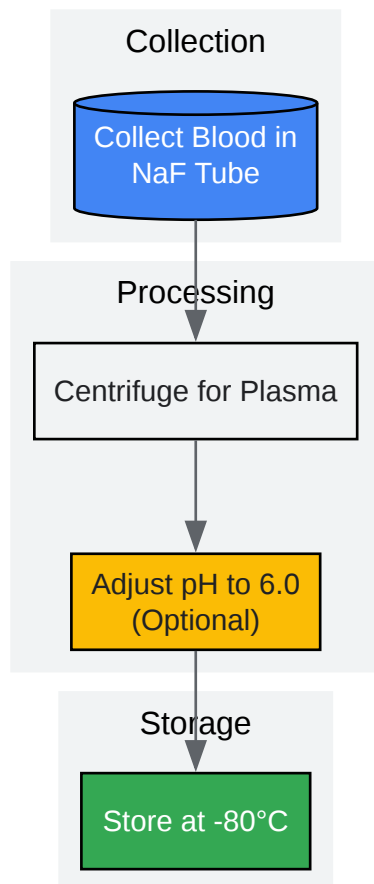 Collection
Collect Blood in
NaF Tube
Processing
Centrifuge for Plasma
Adjust pH to 6.0
(Optional)
Storage
Store at -80°C